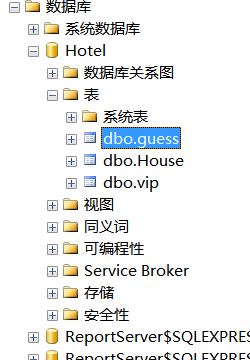 数据库
系统数据库
Hotel
数据库关系图
表
系统表
dbo.guess
dbo.House
dbo.vip
视图
同义词
可编程性
Service Broker
存储
安全性
ReportServer$SQLEXPRE
ReportServer$SQLEXPRE